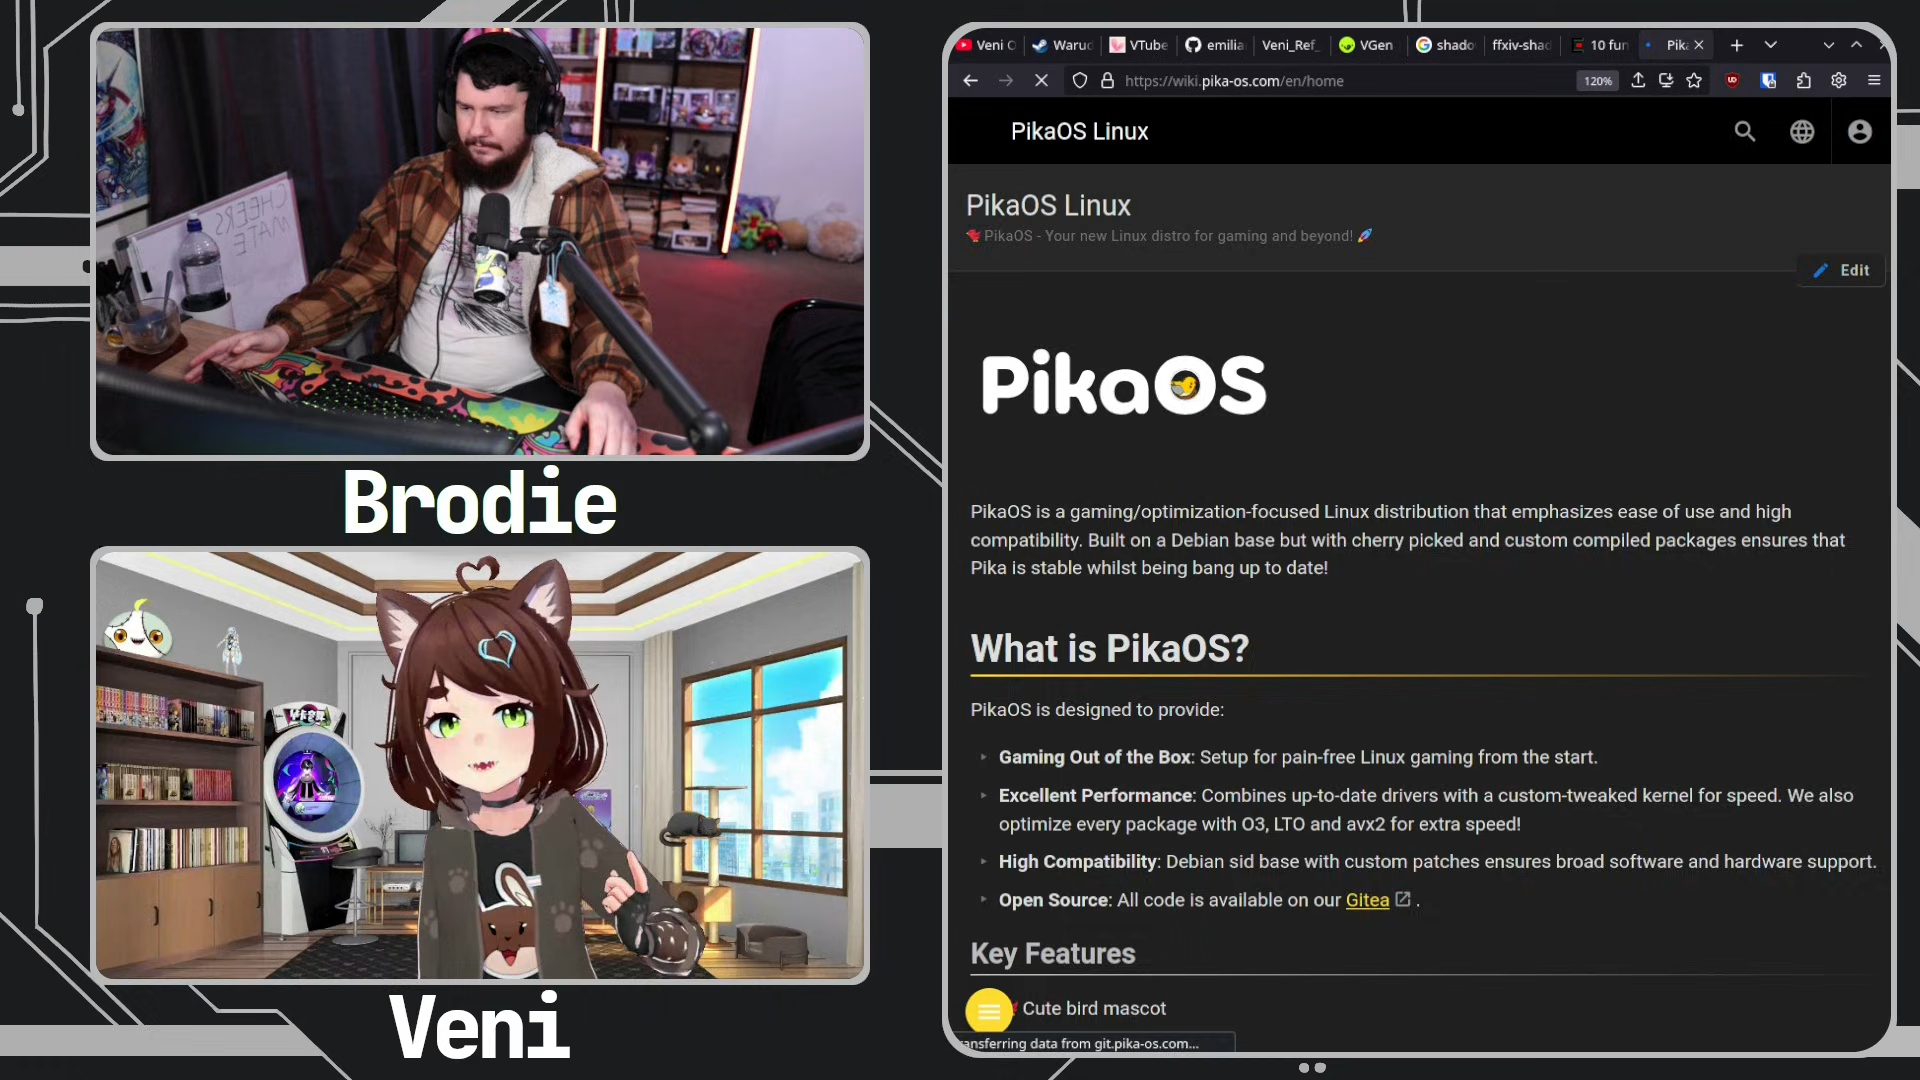 CHEERS
MATE
Brodie
Veni
Veni
Waru
VTube
emilia
Veni_Ref_
VGen
shado
ffxiv-shad
10 fun
Pika
https://wiki.pika-os.com/en/home
120%
PikaOS Linux
PikaOS Linux
PikaOS - Your new Linux distro for gaming and beyond!
Edit
PikaOS
PikaOS is a gaming/optimization-focused Linux distribution that emphasizes ease of use and high
compatibility. Built on a Debian base but with cherry picked and custom compiled packages ensures that
Pika is stable whilst being bang up to date!
What is PikaOS?
PikaOS is designed to provide:
Gaming Out of the Box: Setup for pain-free Linux gaming from the start.
Excellent Performance: Combines up-to-date drivers with a custom-tweaked kernel for speed. We also
optimize every package with O3, LTO and avx2 for extra speed!
High Compatibility: Debian sid base with custom patches ensures broad software and hardware support.
Open Source: All code is available on our Gitea .
Key Features
Cute bird mascot
ansferring data from git.pika-os.com...